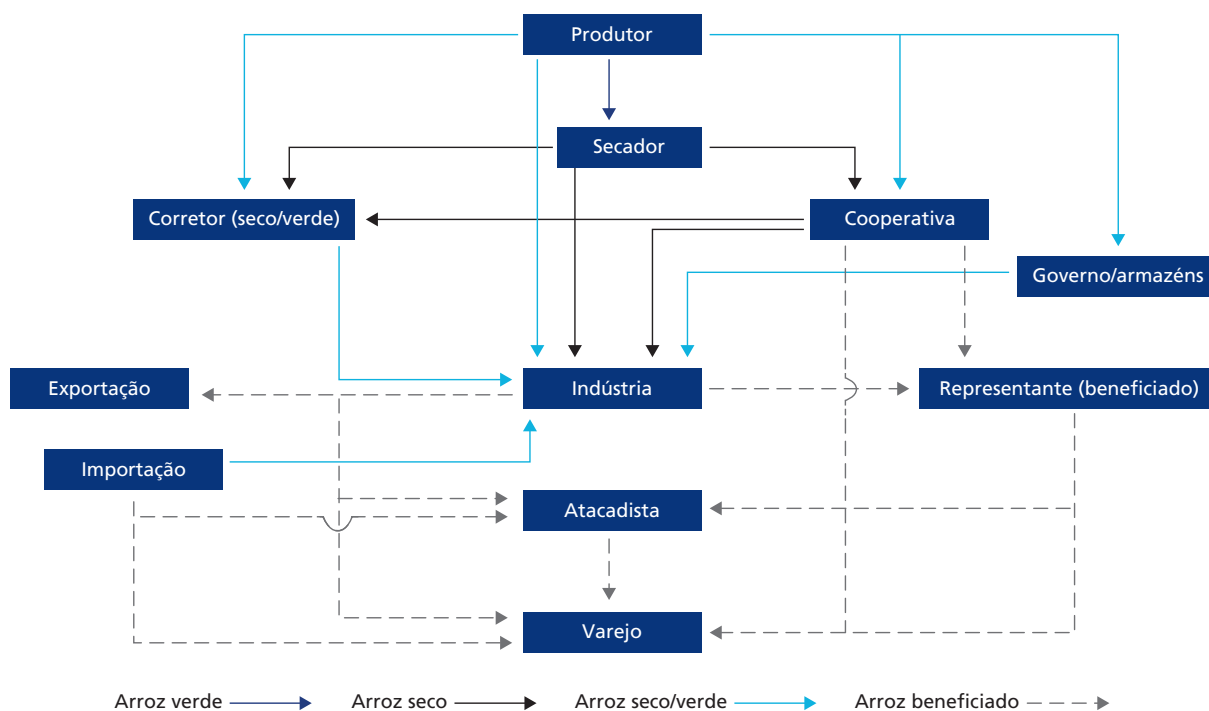 Produtor
Secador
Corretor (seco/verde)
Cooperativa
Governo/armazéns
Exportação
Indústria
Representante (beneficiado)
Importação
Atacadista
Varejo
Arroz verde
Arroz seco
Arroz seco/verde
Arroz beneficiado